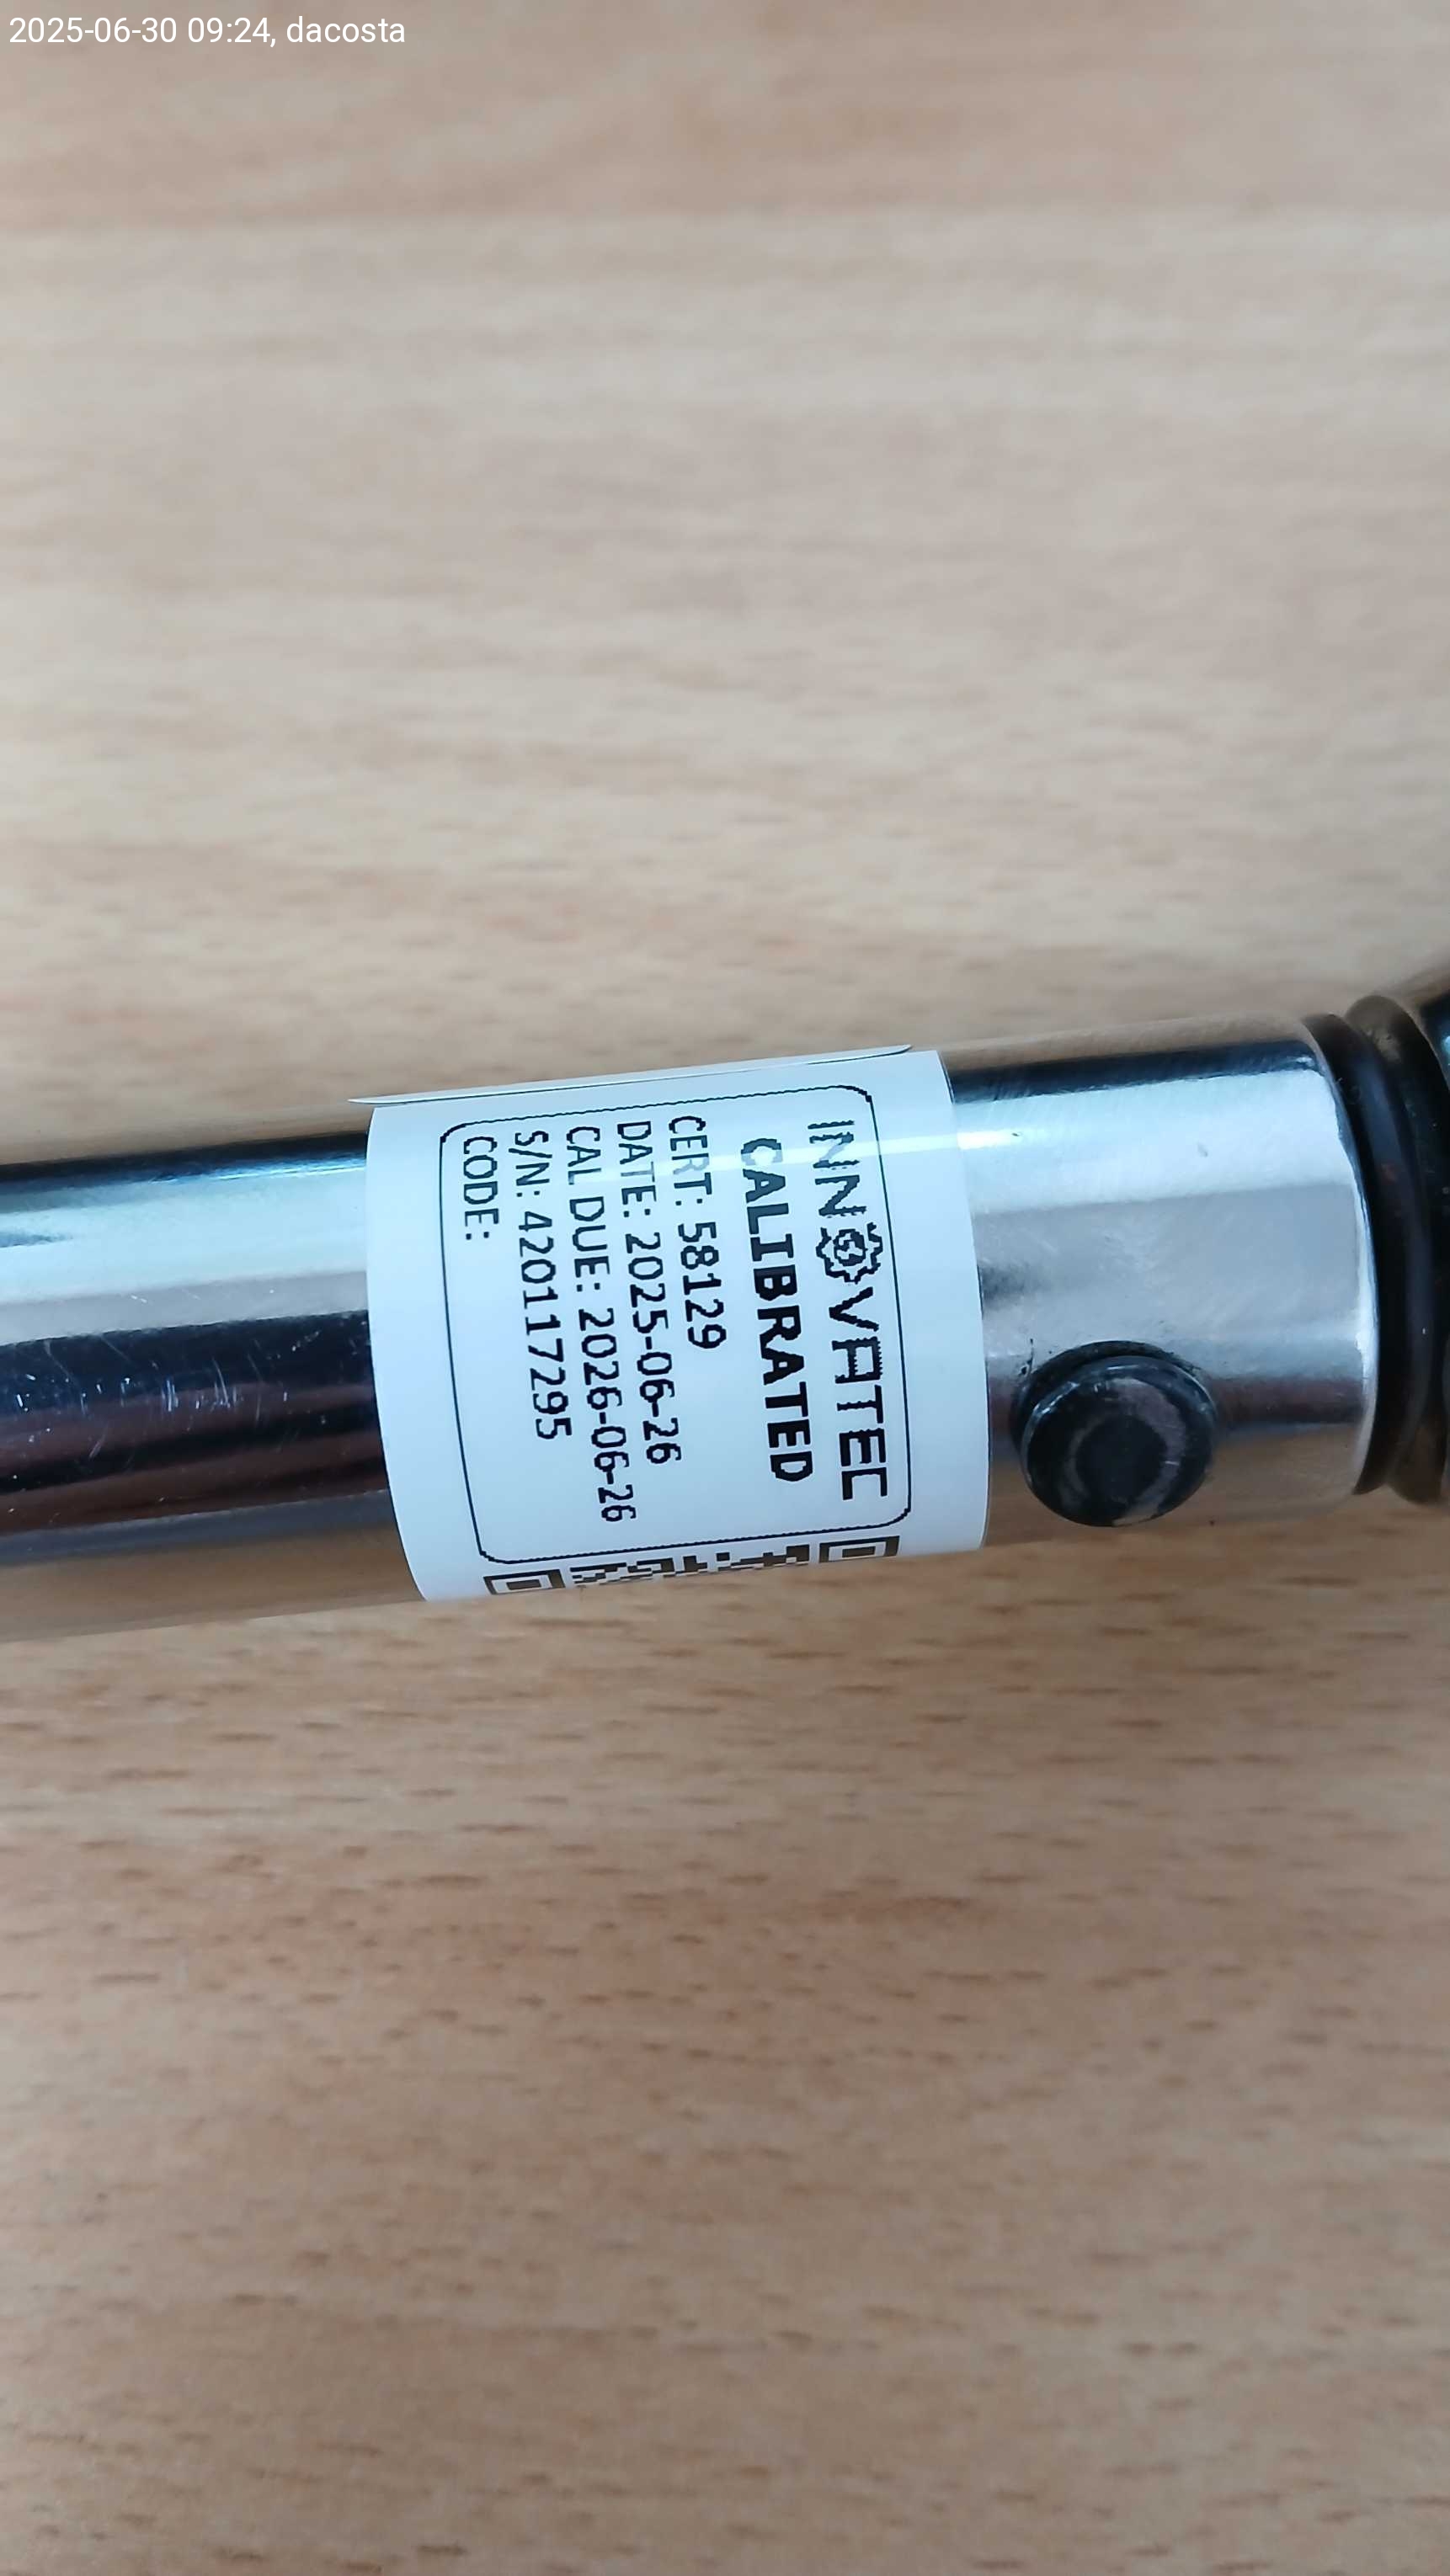 2025-06-30 09:24, dacosta
INNOVATEC
CALIBRATED
CERT: 58129
DATE: 2025-06-26
CAL DUE: 2026-06-26
S/N: 420117295
CODE: